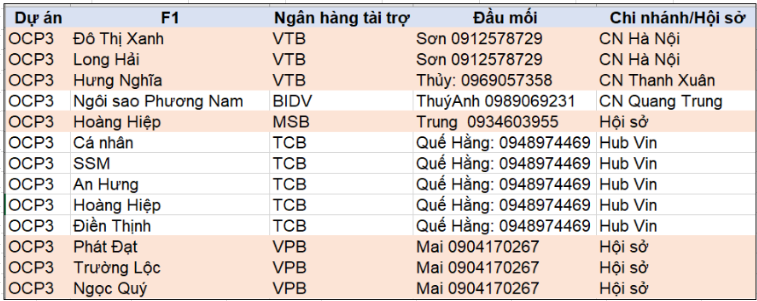 Dự án F1 Ngân hàng tài trợ Đầu mối Chi nhánh/Hội sở
OCP3 Đô Thị Xanh VTB Sơn 0912578729 CN Hà Nội
OCP3 Long Hải VTB Sơn 0912578729 CN Hà Nội
OCP3 Hưng Nghĩa VTB Thủy: 0969057358 CN Thanh Xuân
OCP3 Ngôi sao Phương Nam BIDV ThuýAnh 0989069231 CN Quang Trung
OCP3 Hoàng Hiệp MSB Trung 0934603955 Hội sở
OCP3 Cá nhân TCB Quế Hằng: 0948974469 Hub Vin
OCP3 SSM TCB Quế Hằng: 0948974469 Hub Vin
OCP3 An Hưng TCB Quế Hằng: 0948974469 Hub Vin
OCP3 Hoàng Hiệp TCB Quế Hằng: 0948974469 Hub Vin
OCP3 Điền Thịnh TCB Quế Hằng: 0948974469 Hub Vin
OCP3 Phát Đạt VPB Mai 0904170267 Hội sở
OCP3 Trường Lộc VPB Mai 0904170267 Hội sở
OCP3 Ngọc Quý VPB Mai 0904170267 Hội sở